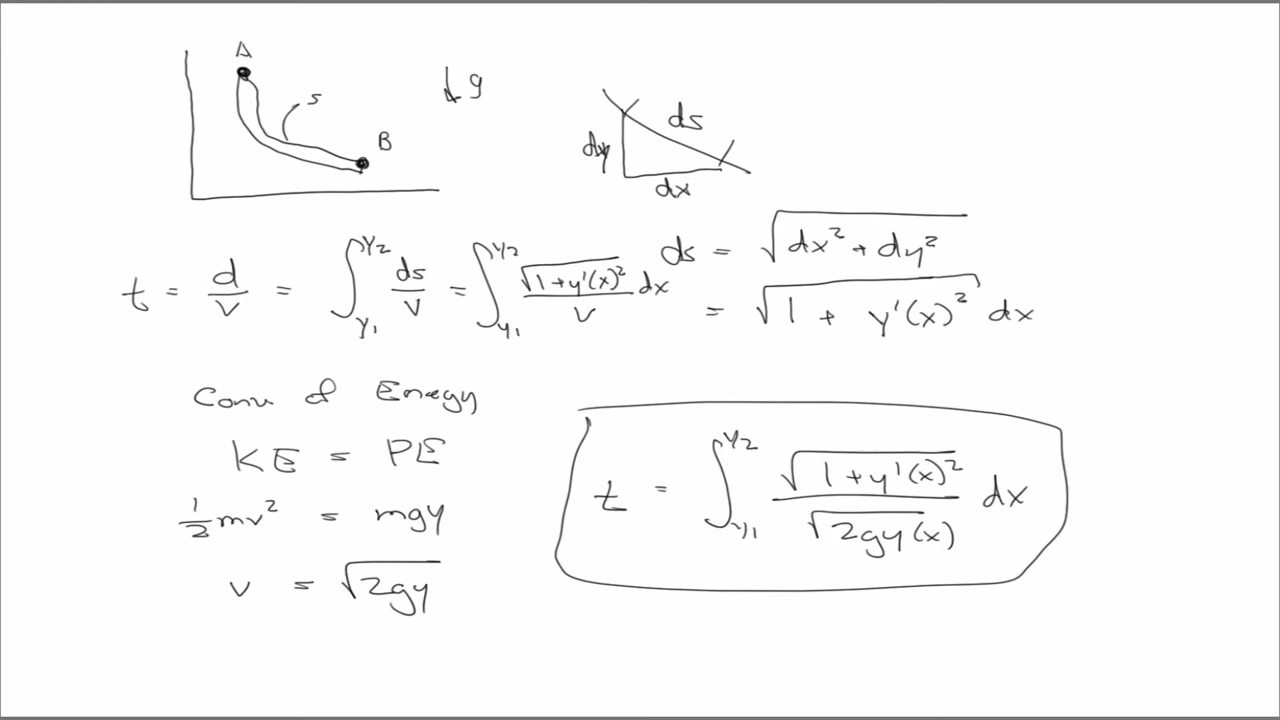 A
↓ g
s
B
ds
dy
dx
ds = √(dx² + dy²)
t = d/v = ∫_{y₁}^{y₂} ds/v = ∫_{y₁}^{y₂} √(1+y'(x)²)/v dx
= √(1 + y'(x)²) dx
Conv of Energy
KE = PE
½mv² = mgy
v = √(2gy)
t = ∫_{y₁}^{y₂} √(1+y'(x)²)/√(2gy(x)) dx